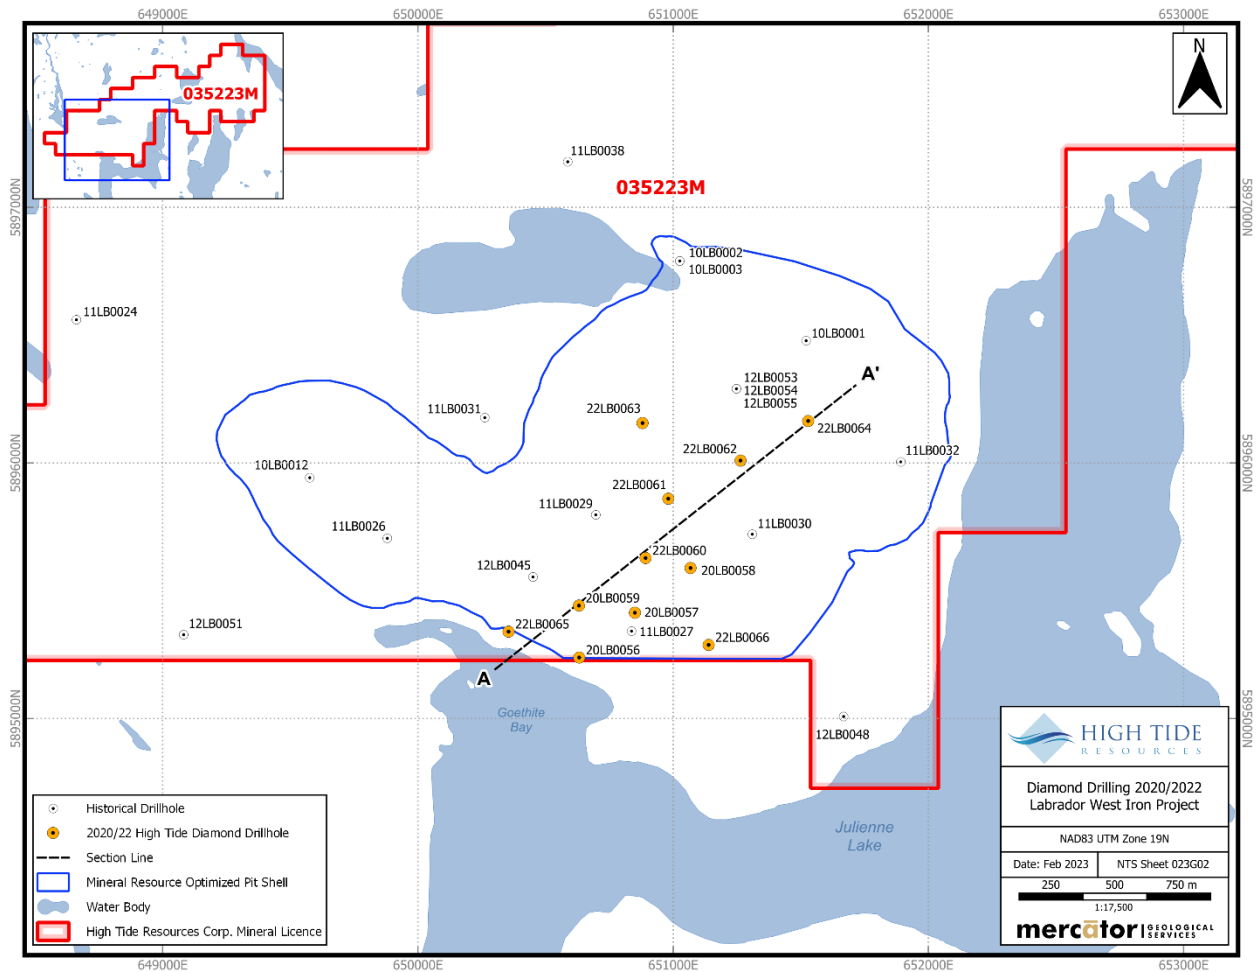 649000E
650000E
651000E
652000E
653000E
035223M
N
11LB0038
035223M
5897000N
5897000N
10LB0002
10LB0003
11LB0024
10LB0001
12LB0053
12LB0054
12LB0055
A'
11LB0031
22LB0063
22LB0064
22LB0062
11LB0032
5896000N
5896000N
10LB0012
22LB0061
11LB0029
11LB0026
11LB0030
22LB0060
12LB0045
20LB0058
20LB0059
20LB0057
12LB0051
22LB0065
11LB0027
22LB0066
20LB0056
A
Goethite
Bay
5895000N
5895000N
12LB0048
Julienne
Lake
Historical Drillhole
2020/22 High Tide Diamond Drillhole
Section Line
Mineral Resource Optimized Pit Shell
Water Body
High Tide Resources Corp. Mineral Licence
HIGH TIDE
RESOURCES
Diamond Drilling 2020/2022
Labrador West Iron Project
NAD83 UTM Zone 19N
Date: Feb 2023
NTS Sheet 023G02
250 500 750 m
1:17,500
mercātor GEOLOGICAL
SERVICES
649000E
650000E
651000E
652000E
653000E